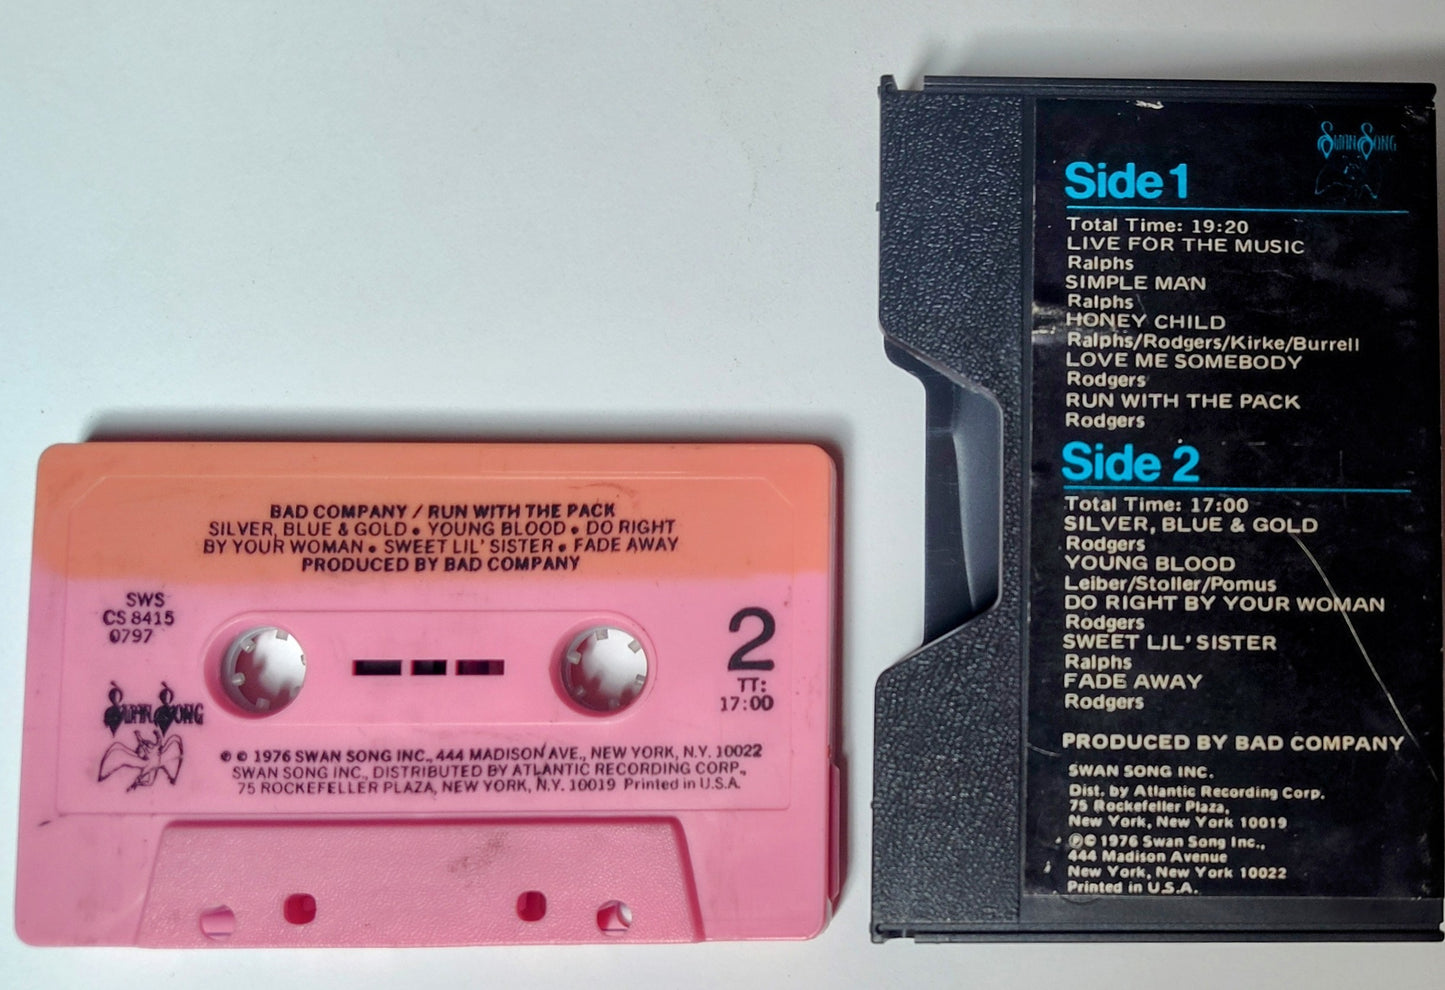 BAD COMPANY / RUN WITH THE PACK
SILVER, BLUE & GOLD • YOUNG BLOOD • DO RIGHT
BY YOUR WOMAN • SWEET LIL' SISTER • FADE AWAY
PRODUCED BY BAD COMPANY
SWS
CS 8415
0797
2
TT:
17:00
SWAN SONG
℗ © 1976 SWAN SONG INC., 444 MADISON AVE., NEW YORK, N.Y. 10022
SWAN SONG INC., DISTRIBUTED BY ATLANTIC RECORDING CORP.,
75 ROCKEFELLER PLAZA, NEW YORK, N.Y. 10019 Printed in U.S.A.
SWAN SONG
Side 1
Total Time: 19:20
LIVE FOR THE MUSIC
Ralphs
SIMPLE MAN
Ralphs
HONEY CHILD
Ralphs/Rodgers/Kirke/Burrell
LOVE ME SOMEBODY
Rodgers
RUN WITH THE PACK
Rodgers
Side 2
Total Time: 17:00
SILVER, BLUE & GOLD
Rodgers
YOUNG BLOOD
Leiber/Stoller/Pomus
DO RIGHT BY YOUR WOMAN
Rodgers
SWEET LIL' SISTER
Ralphs
FADE AWAY
Rodgers
PRODUCED BY BAD COMPANY
SWAN SONG INC.
Dist. by Atlantic Recording Corp.
75 Rockefeller Plaza,
New York, New York 10019
℗© 1976 Swan Song Inc.,
444 Madison Avenue
New York, New York 10022
Printed in U.S.A.